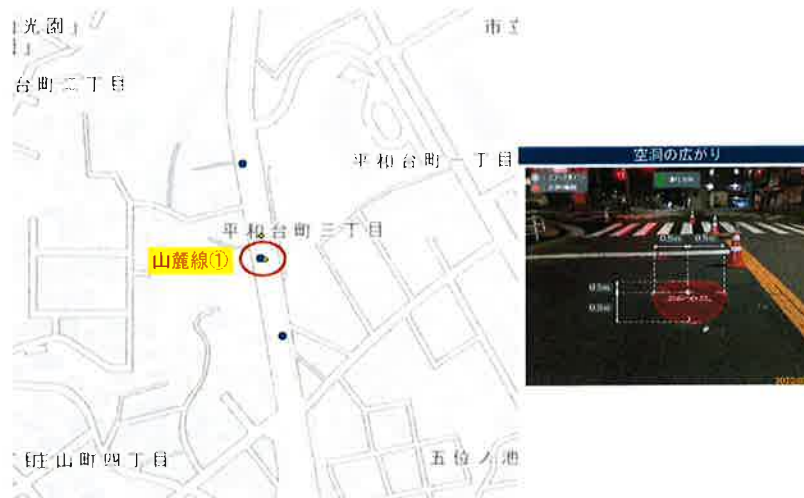 光園
市立
台町二丁目
平和台町一丁目
平和台町三丁目
山麓線①
庄山町四丁目
五位ノ池
空洞の広がり
0.5m 0.5m
0.5m
0.5m